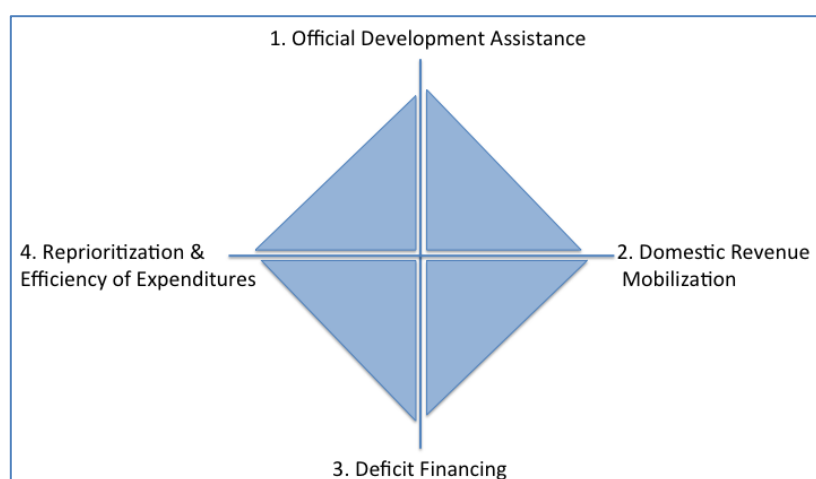 1. Official Development Assistance
4. Reprioritization &
Efficiency of Expenditures
2. Domestic Revenue
Mobilization
3. Deficit Financing